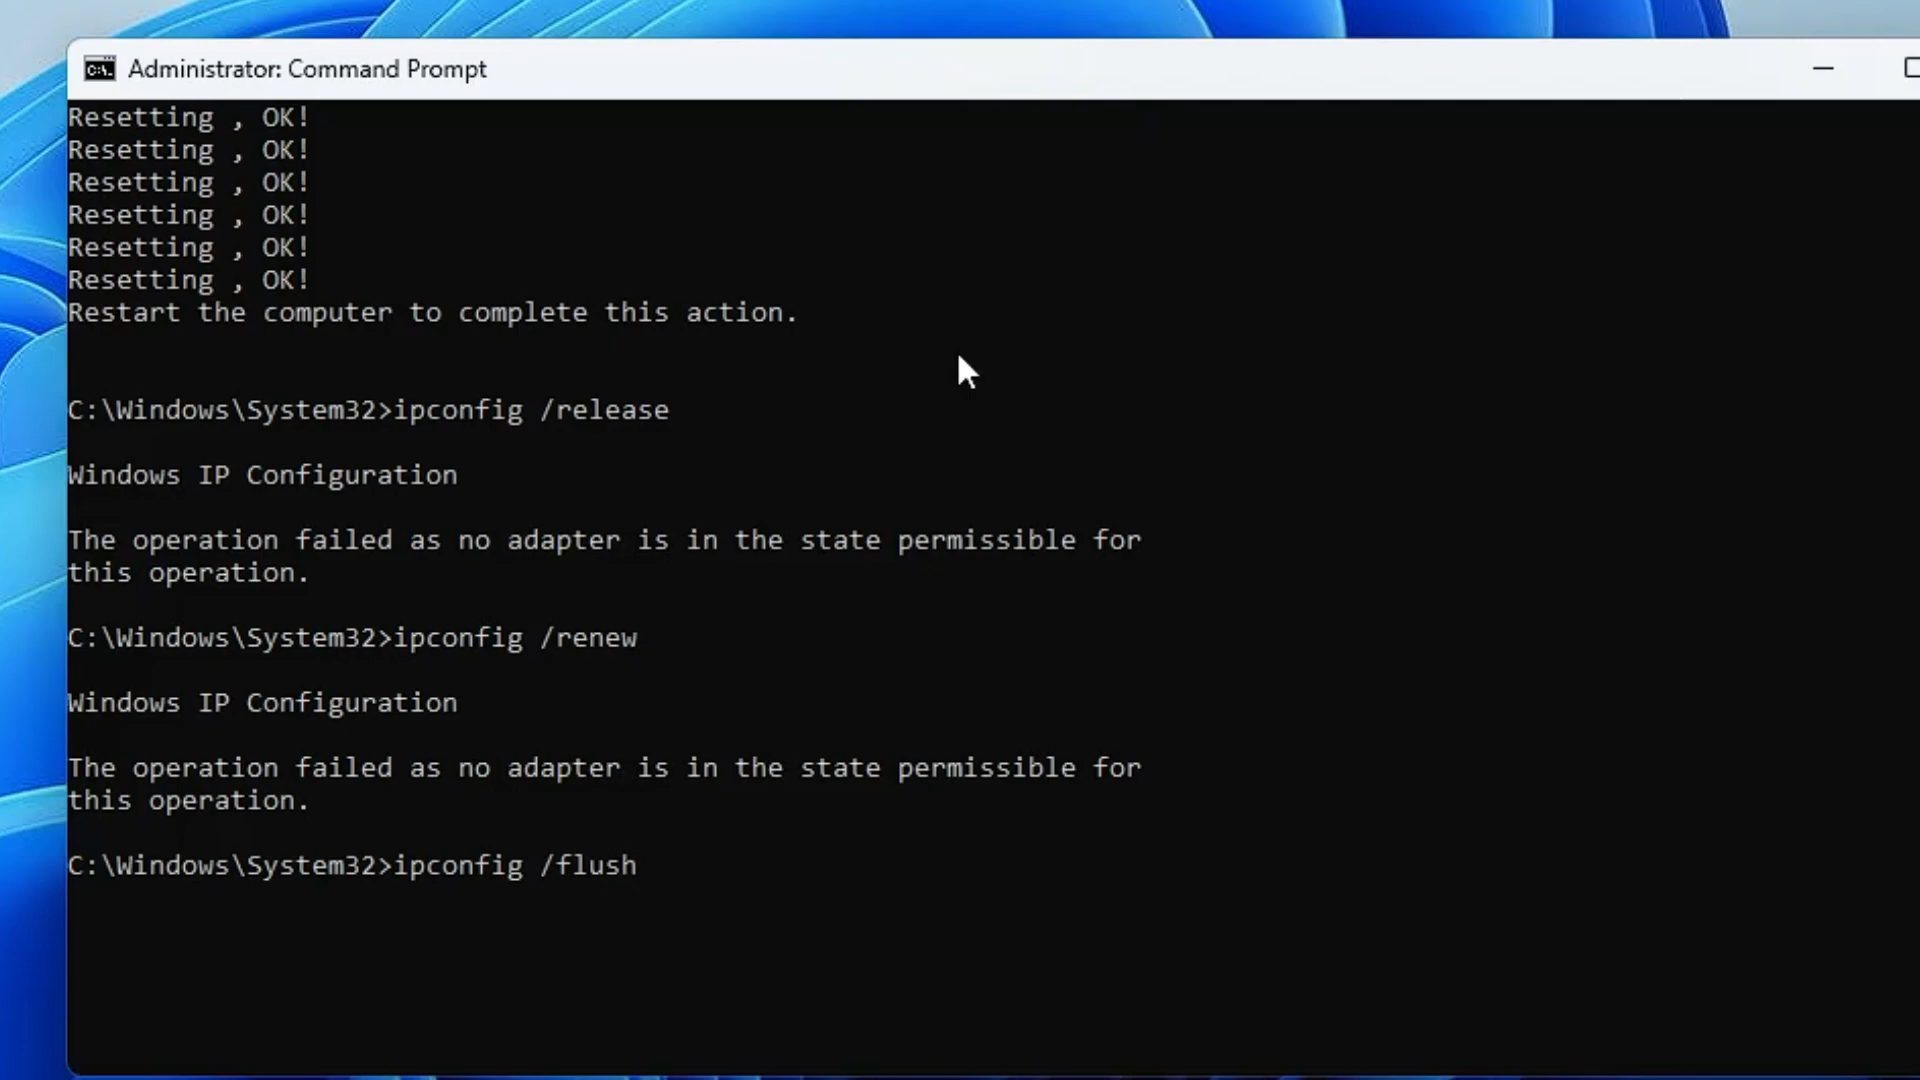 Administrator: Command Prompt
Resetting , OK!
Resetting , OK!
Resetting , OK!
Resetting , OK!
Resetting , OK!
Resetting , OK!
Restart the computer to complete this action.
C:\Windows\System32>ipconfig /release
Windows IP Configuration
The operation failed as no adapter is in the state permissible for
this operation.
C:\Windows\System32>ipconfig /renew
Windows IP Configuration
The operation failed as no adapter is in the state permissible for
this operation.
C:\Windows\System32>ipconfig /flush